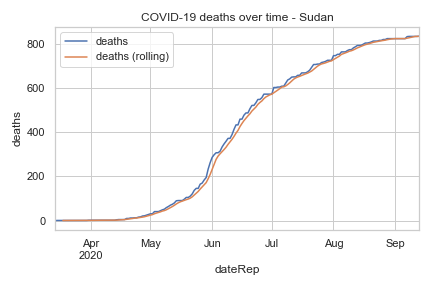 COVID-19 deaths over time - Sudan
deaths
deaths (rolling)
800
600
400
200
0
deaths
Apr
2020
May
Jun
Jul
Aug
Sep
dateRep